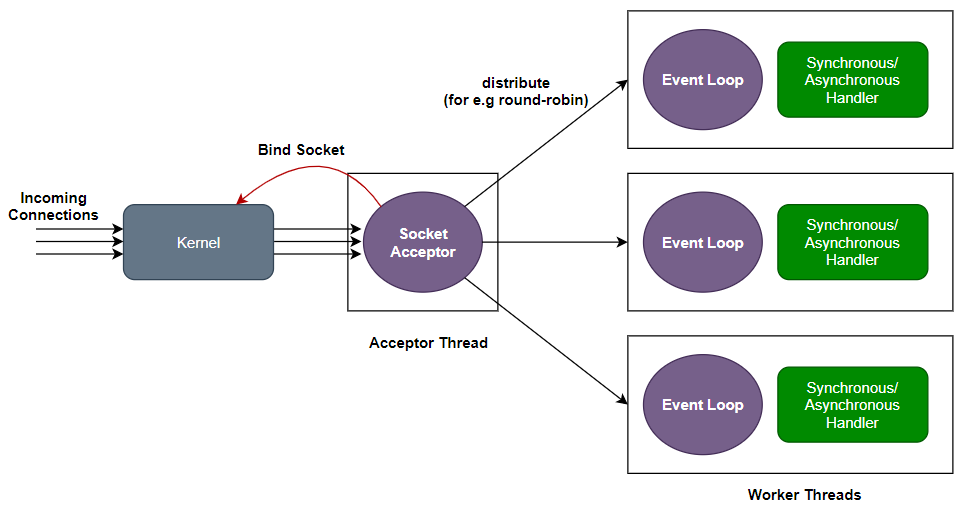 Incoming
Connections
Kernel
Bind Socket
Socket
Acceptor
Acceptor Thread
distribute
(for e.g round-robin)
Event Loop
Synchronous/
Asynchronous
Handler
Event Loop
Synchronous/
Asynchronous
Handler
Event Loop
Synchronous/
Asynchronous
Handler
Worker Threads